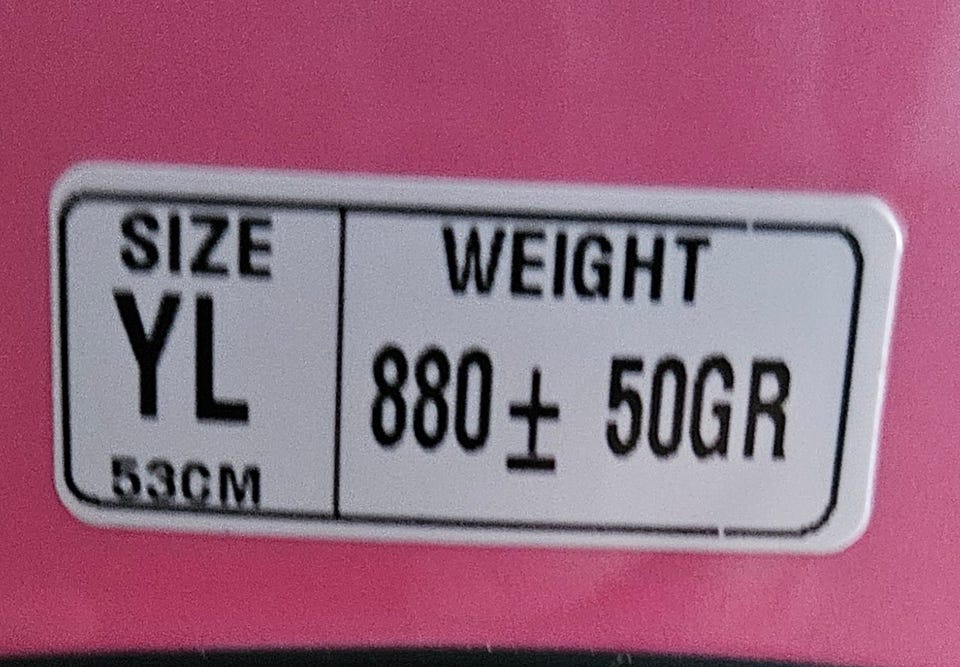 SIZE
YL
53CM
WEIGHT
880± 50GR